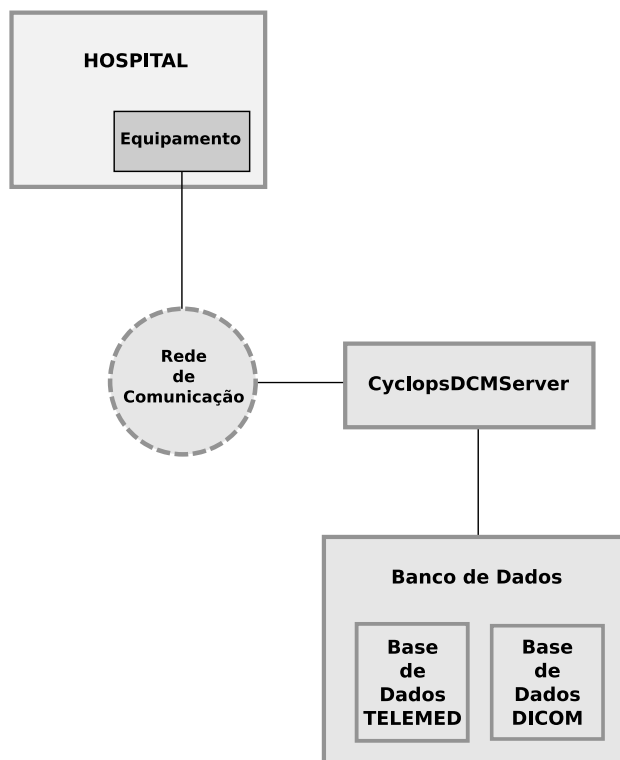 HOSPITAL
Equipamento
Rede
de
Comunicação
CyclopsDCMServer
Banco de Dados
Base
de
Dados
TELEMED
Base
de
Dados
DICOM